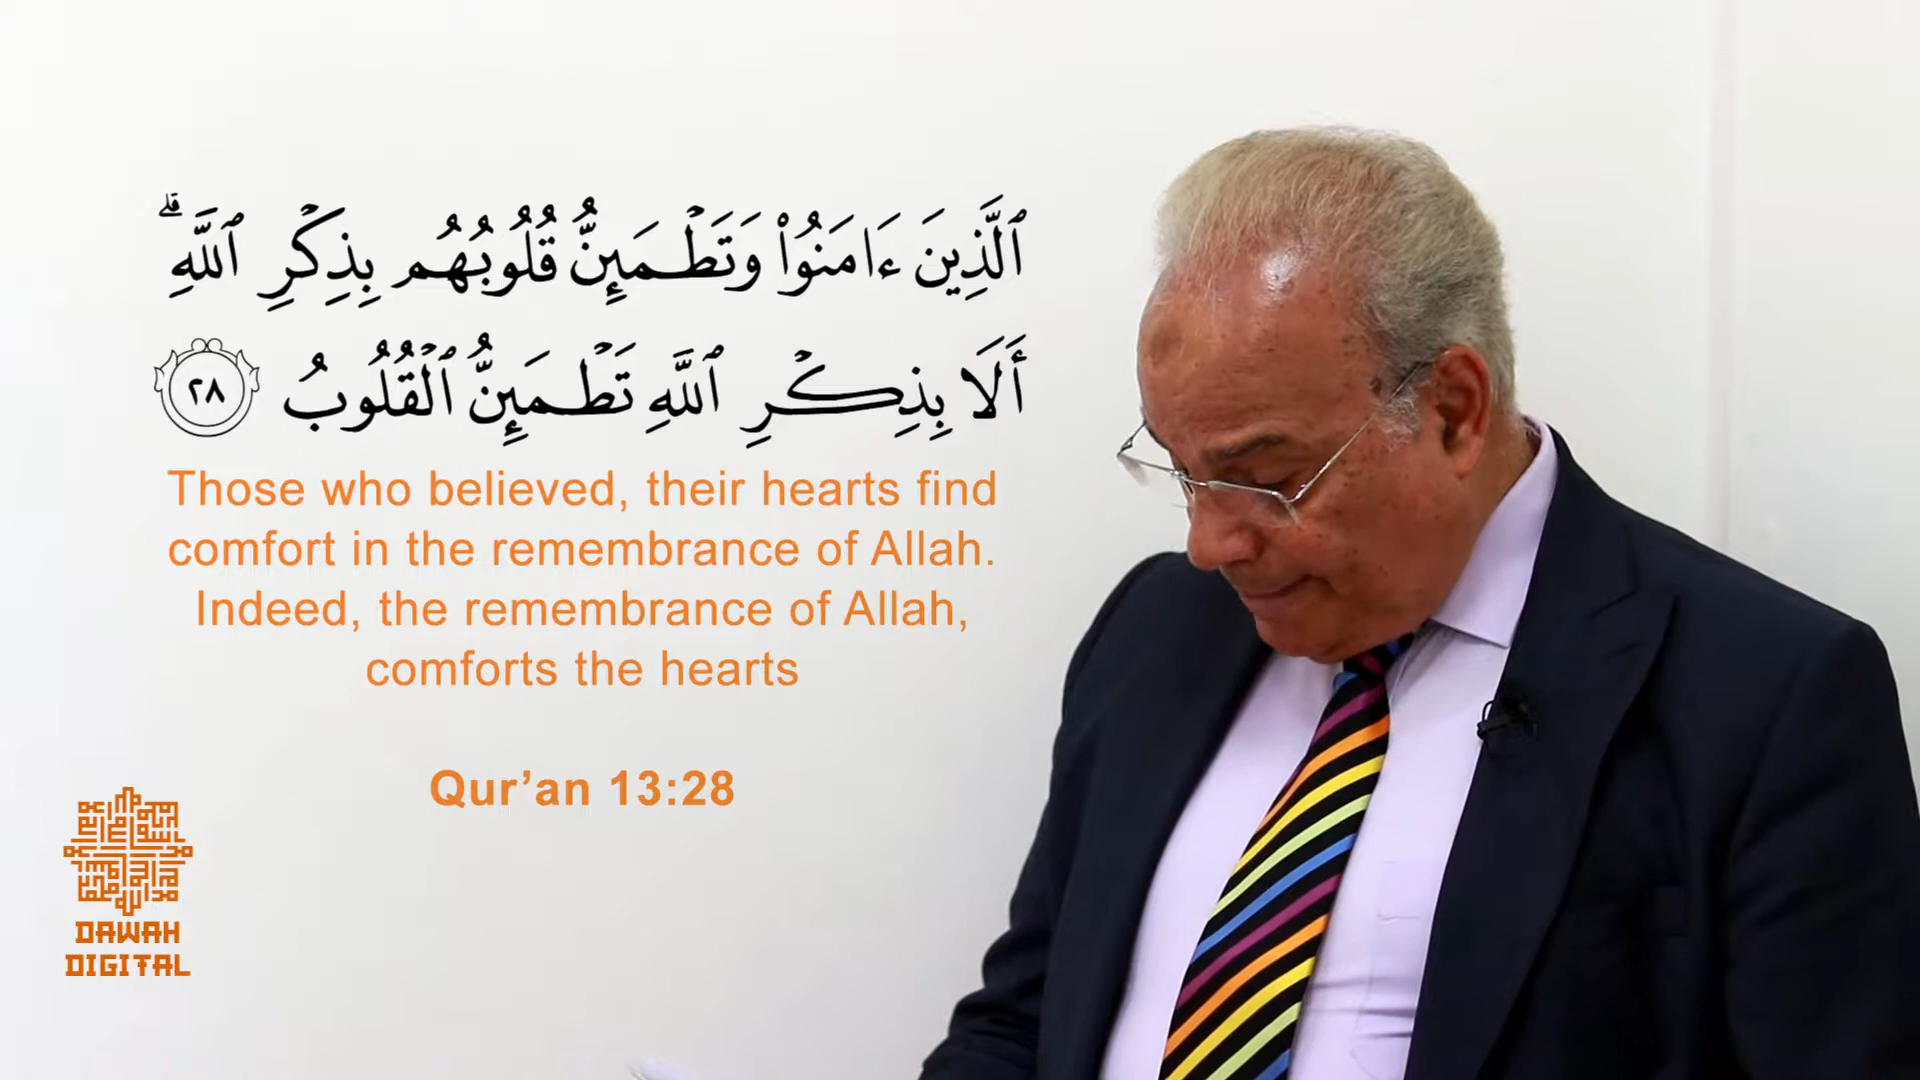 ٱلَّذِينَ ءَامَنُوا۟ وَتَطْمَئِنُّ قُلُوبُهُم بِذِكْرِ ٱللَّهِ ۗ
أَلَا بِذِكْرِ ٱللَّهِ تَطْمَئِنُّ ٱلْقُلُوبُ ٢٨
Those who believed, their hearts find
comfort in the remembrance of Allah.
Indeed, the remembrance of Allah,
comforts the hearts
Qur’an 13:28
DAWAH
DIGITAL